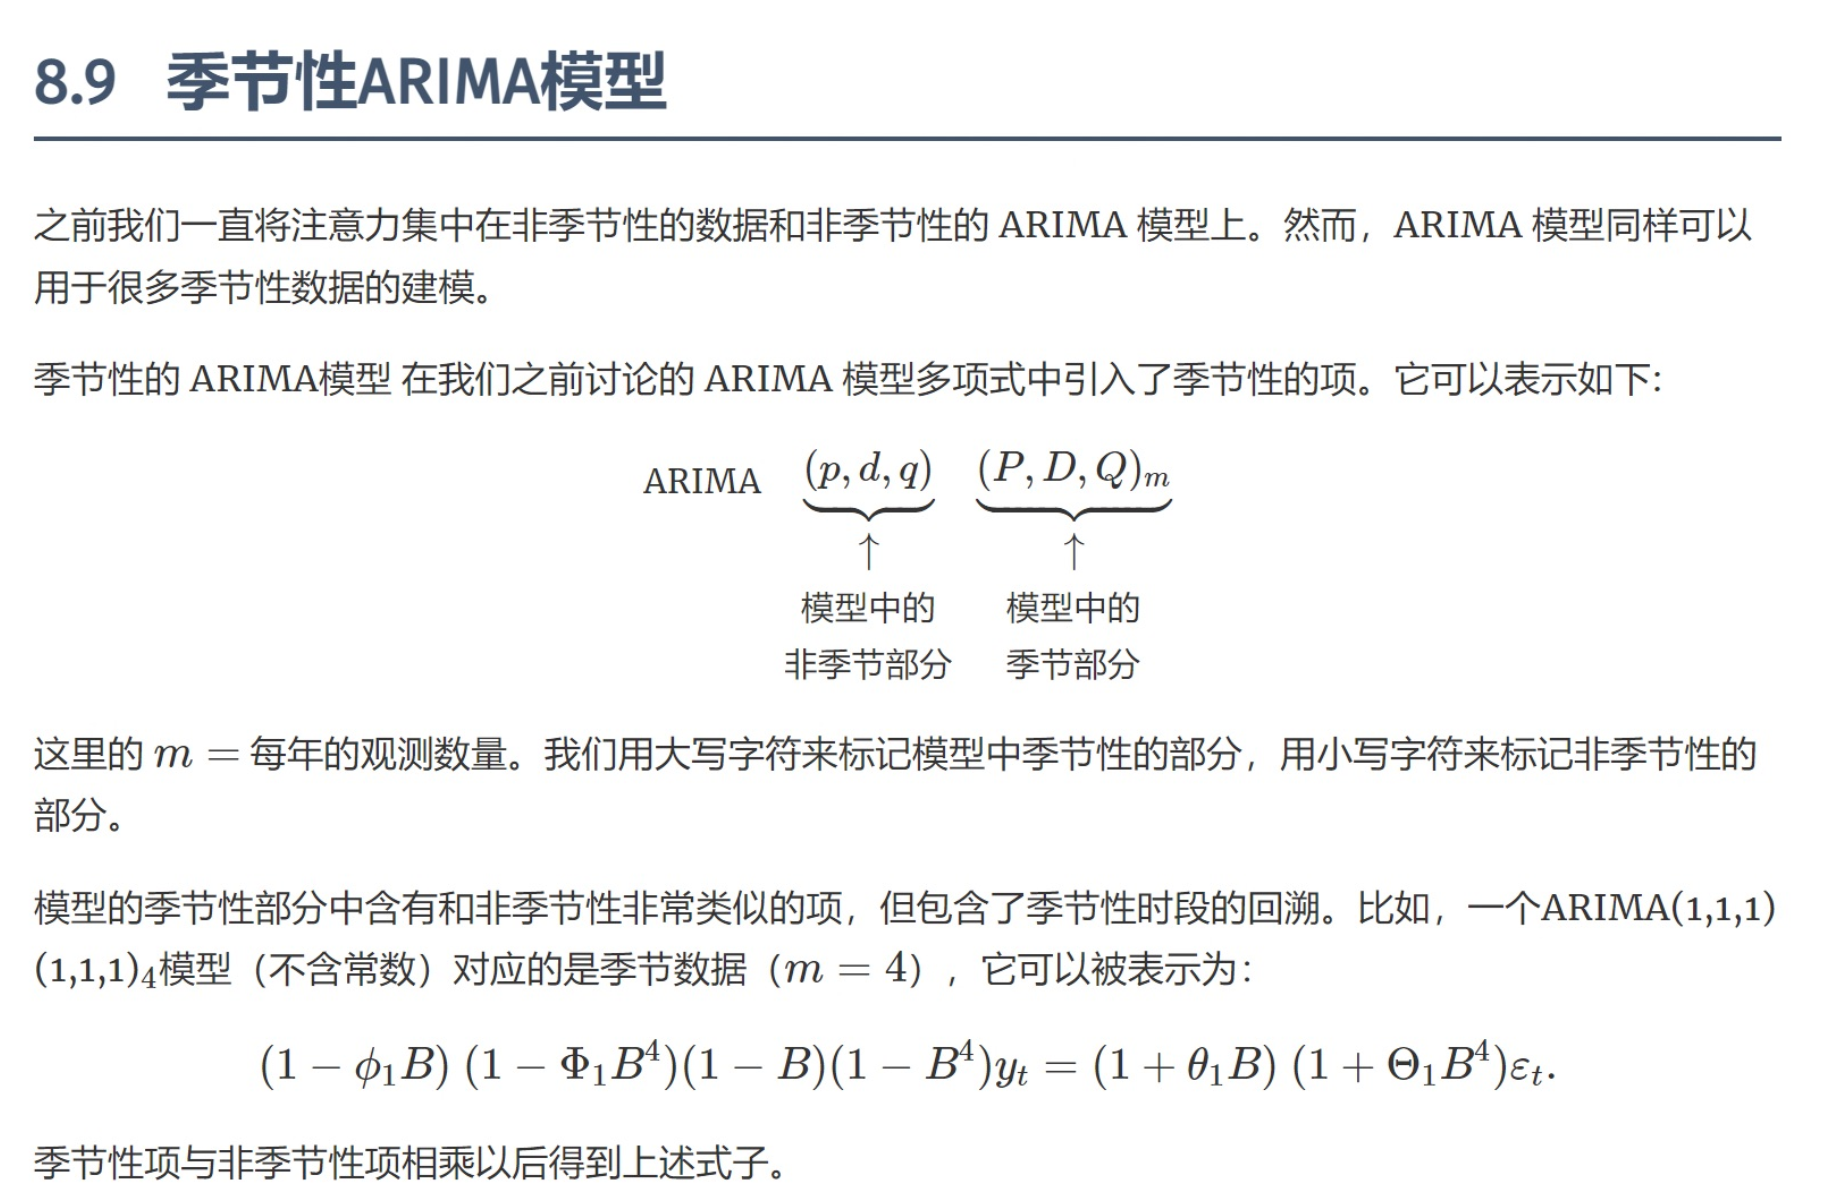 8.9 季节性ARIMA模型
之前我们一直将注意力集中在非季节性的数据和非季节性的 ARIMA 模型上。然而，ARIMA 模型同样可以
用于很多季节性数据的建模。
季节性的 ARIMA模型 在我们之前讨论的 ARIMA 模型多项式中引入了季节性的项。它可以表示如下：
ARIMA (p, d, q) (P, D, Q)ₘ
↑ ↑
模型中的 模型中的
非季节部分 季节部分
这里的 m = 每年的观测数量。我们用大写字符来标记模型中季节性的部分，用小写字符来标记非季节性的
部分。
模型的季节性部分中含有和非季节性非常类似的项，但包含了季节性时段的回溯。比如，一个ARIMA(1,1,1)
(1,1,1)₄模型（不含常数）对应的是季节数据（m = 4），它可以被表示为：
(1 − ϕ₁B) (1 − Φ₁B⁴)(1 − B)(1 − B⁴)yₜ = (1 + θ₁B) (1 + Θ₁B⁴)εₜ.
季节性项与非季节性项相乘以后得到上述式子。